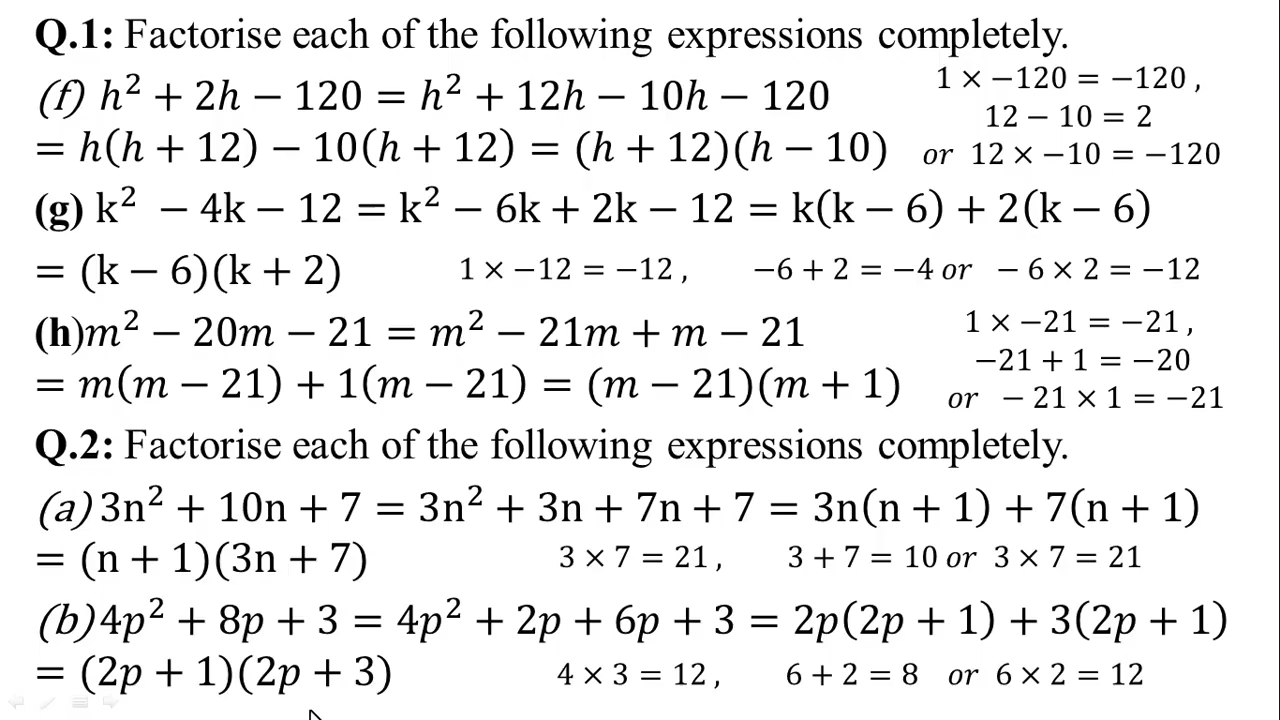 Q.1: Factorise each of the following expressions completely.
(f) h² + 2h − 120 = h² + 12h − 10h − 120
1 × −120 = −120 ,
12 − 10 = 2
= h(h + 12) − 10(h + 12) = (h + 12)(h − 10)
or 12 × −10 = −120
(g) k² − 4k − 12 = k² − 6k + 2k − 12 = k(k − 6) + 2(k − 6)
= (k − 6)(k + 2) 1 × −12 = −12 , −6 + 2 = −4 or − 6 × 2 = −12
(h)m² − 20m − 21 = m² − 21m + m − 21
1 × −21 = −21 ,
−21 + 1 = −20
= m(m − 21) + 1(m − 21) = (m − 21)(m + 1)
or − 21 × 1 = −21
Q.2: Factorise each of the following expressions completely.
(a) 3n² + 10n + 7 = 3n² + 3n + 7n + 7 = 3n(n + 1) + 7(n + 1)
= (n + 1)(3n + 7) 3 × 7 = 21 , 3 + 7 = 10 or 3 × 7 = 21
(b) 4p² + 8p + 3 = 4p² + 2p + 6p + 3 = 2p(2p + 1) + 3(2p + 1)
= (2p + 1)(2p + 3) 4 × 3 = 12 , 6 + 2 = 8 or 6 × 2 = 12